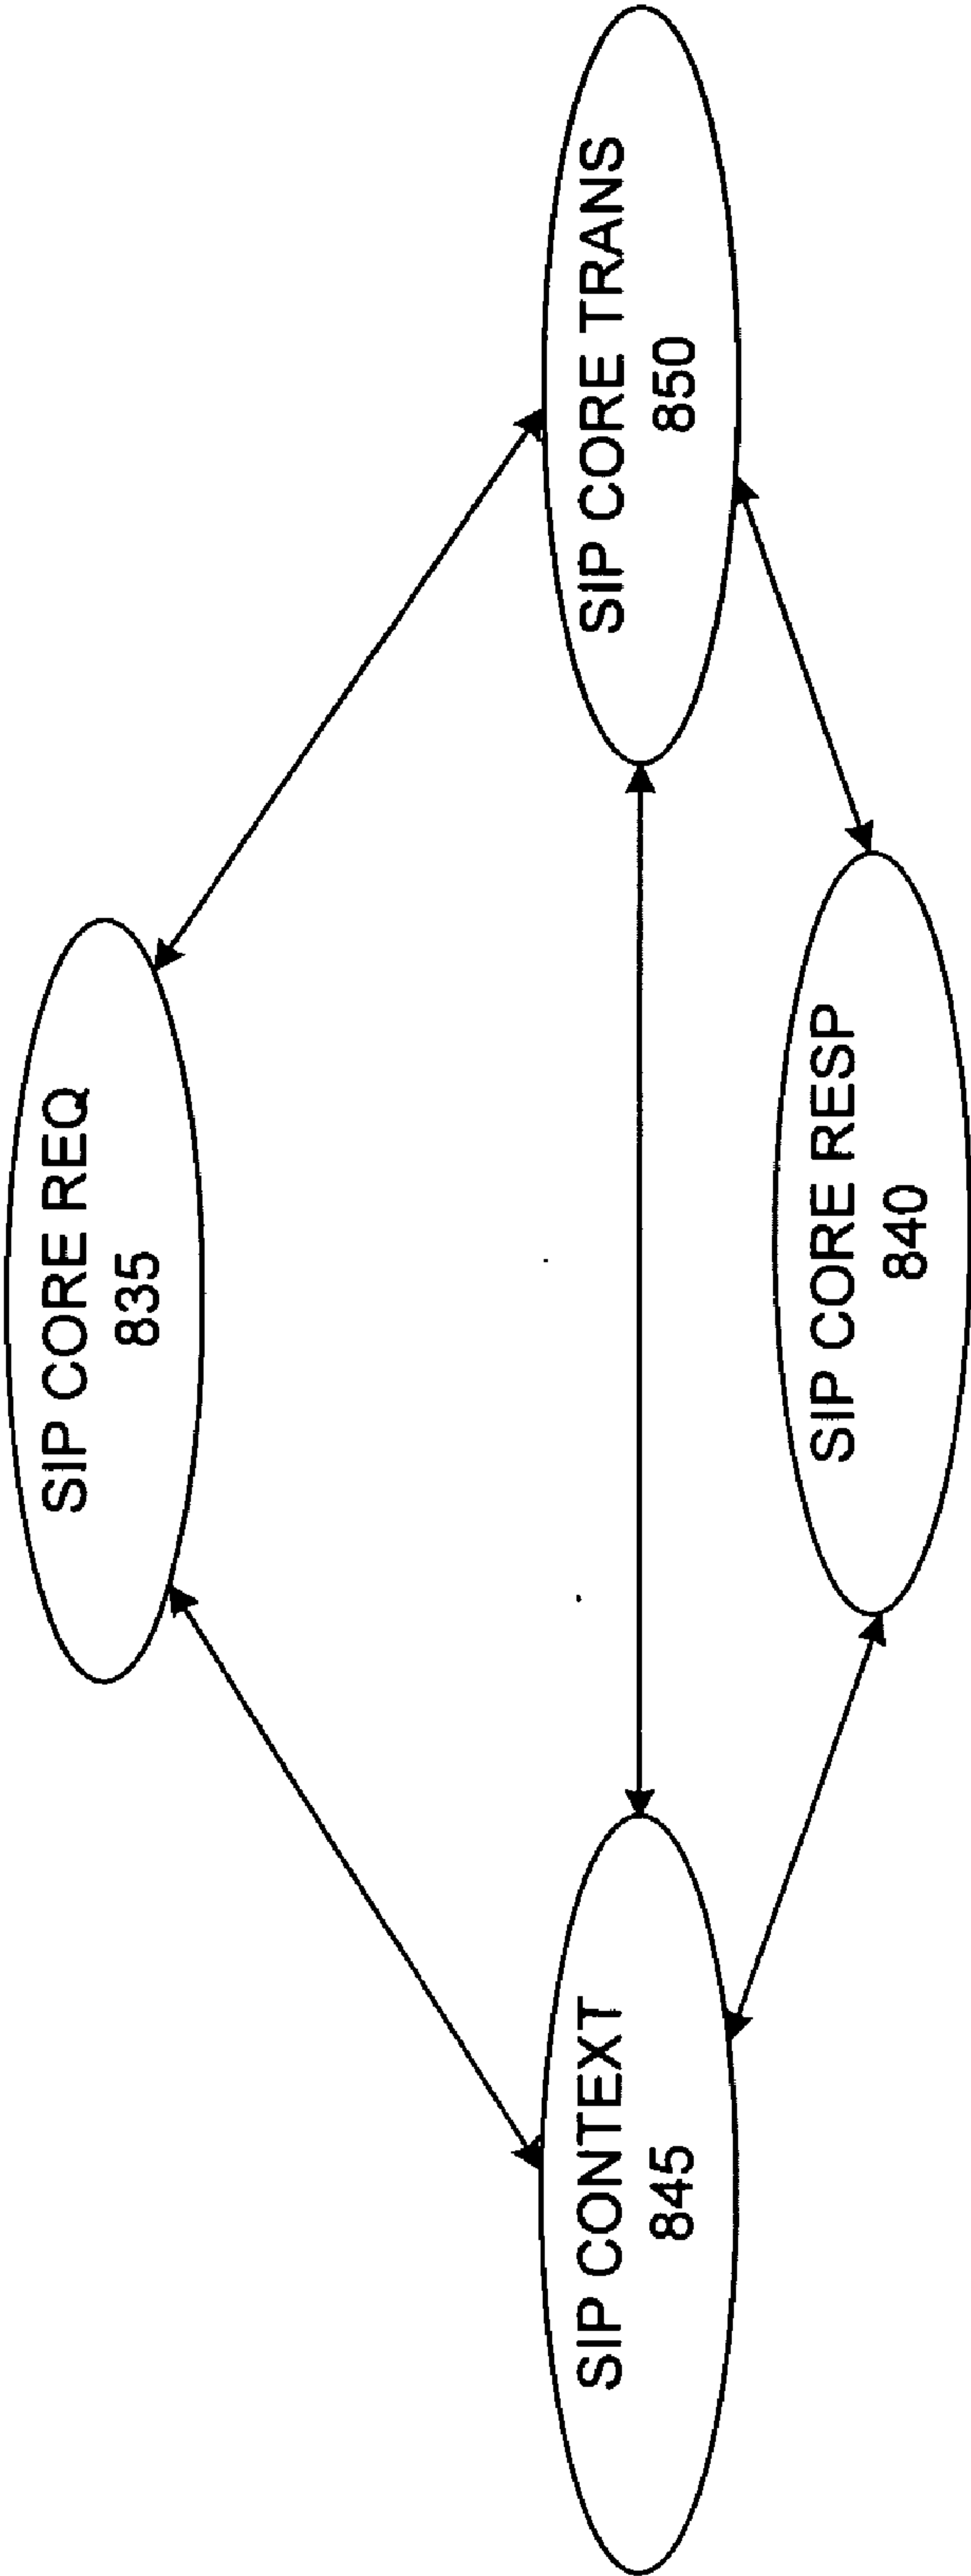 SIP CORE REQ
835
SIP CONTEXT
845
SIP CORE TRANS
850
SIP CORE RESP
840